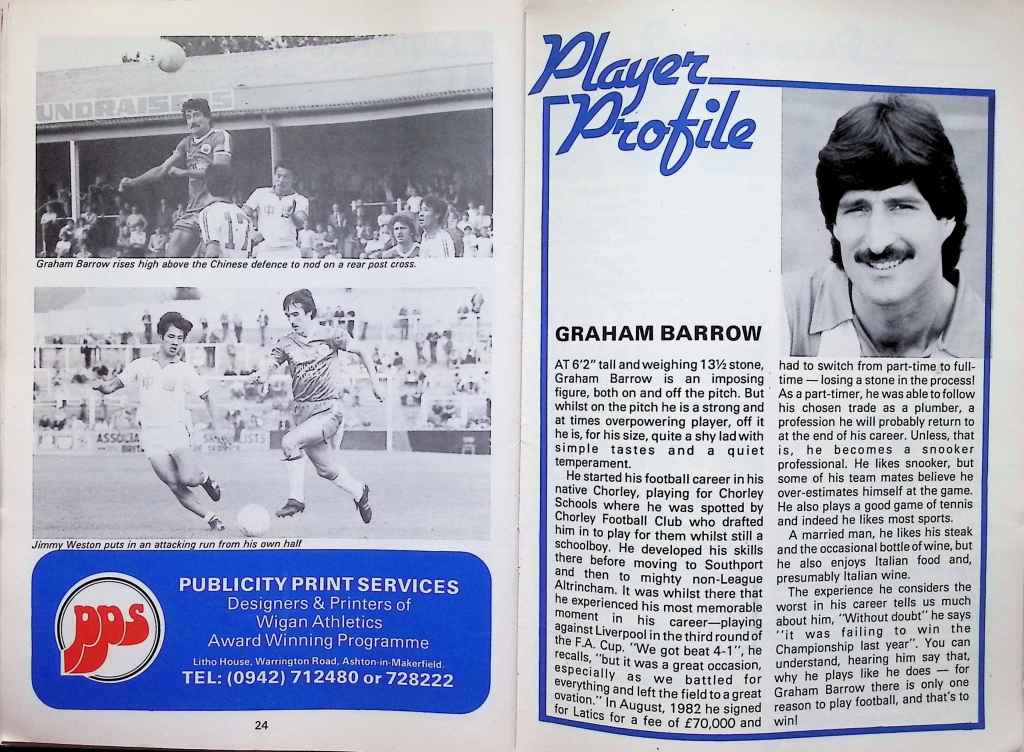 UNDRAISERS
Graham Barrow rises high above the Chinese defence to nod on a rear post cross.
ASSOCIA
LISTS
Jimmy Weston puts in an attacking run from his own half
pps
PUBLICITY PRINT SERVICES
Designers & Printers of
Wigan Athletics
Award Winning Programme
Litho House, Warrington Road, Ashton-in-Makerfield.
TEL: (0942) 712480 or 728222
24
Player
Profile
GRAHAM BARROW
AT 6'2" tall and weighing 13½ stone,
Graham Barrow is an imposing
figure, both on and off the pitch. But
whilst on the pitch he is a strong and
at times overpowering player, off it
he is, for his size, quite a shy lad with
simple tastes and a quiet
temperament.
He started his football career in his
native Chorley, playing for Chorley
Schools where he was spotted by
Chorley Football Club who drafted
him in to play for them whilst still a
schoolboy. He developed his skills
there before moving to Southport
and then to mighty non-League
Altrincham. It was whilst there that
he experienced his most memorable
moment in his career—playing
against Liverpool in the third round of
the F.A. Cup. "We got beat 4-1", he
recalls, "but it was a great occasion,
especially as we battled for
everything and left the field to a great
ovation." In August, 1982 he signed
for Latics for a fee of £70,000 and
had to switch from part-time to full-
time — losing a stone in the process!
As a part-timer, he was able to follow
his chosen trade as a plumber, a
profession he will probably return to
at the end of his career. Unless, that
is, he becomes a snooker
professional. He likes snooker, but
some of his team mates believe he
over-estimates himself at the game.
He also plays a good game of tennis
and indeed he likes most sports.
A married man, he likes his steak
and the occasional bottle of wine, but
he also enjoys Italian food and,
presumably Italian wine.
The experience he considers the
worst in his career tells us much
about him, "Without doubt" he says
"it was failing to win the
Championship last year". You can
understand, hearing him say that,
why he plays like he does — for
Graham Barrow there is only one
reason to play football, and that's to
win!